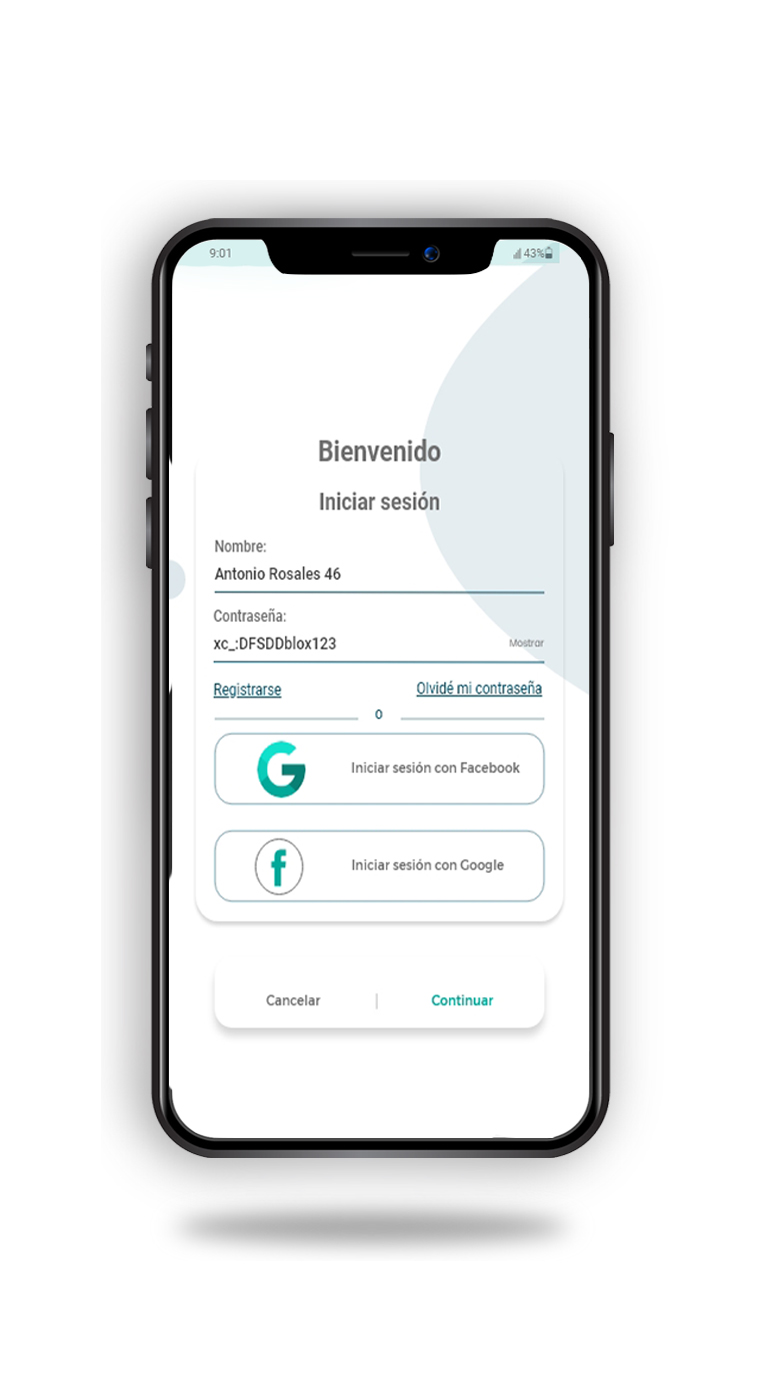 9:01 43%
Bienvenido
Iniciar sesión
Nombre:
Antonio Rosales 46
Contraseña:
xc_:DFSDDblox123 Mostrar
Registrarse Olvidé mi contraseña
O
G Iniciar sesión con Facebook
f Iniciar sesión con Google
Cancelar | Continuar